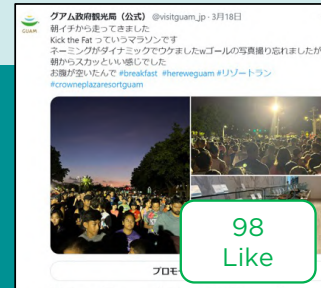 グアム政府観光局（公式） @visitguam_jp · 3月18日
朝イチから走ってきました
Kick the Fat っていうマラソンです
ネーミングがダイナミックでウケましたwゴールの写真撮り忘れましたが
朝からスカッといい感じでした
お腹が空いたんで #breakfast #hereweguam #リゾートラン
#crowneplazaresortguam
GUAM
プロモー
98
Like